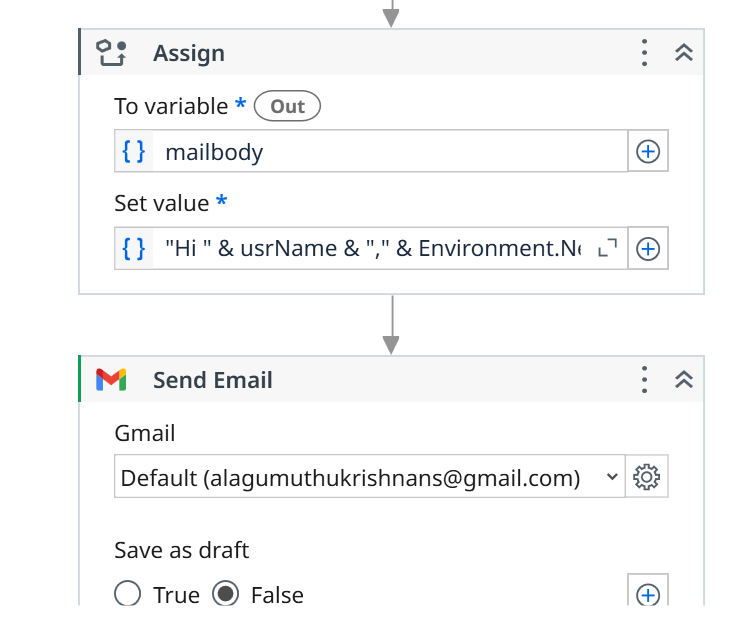 Assign
To variable * Out
{ } mailbody
Set value *
{ } "Hi " & usrName & "," & Environment.Ne
Send Email
Gmail
Default (alagumuthukrishnans@gmail.com)
Save as draft
True False